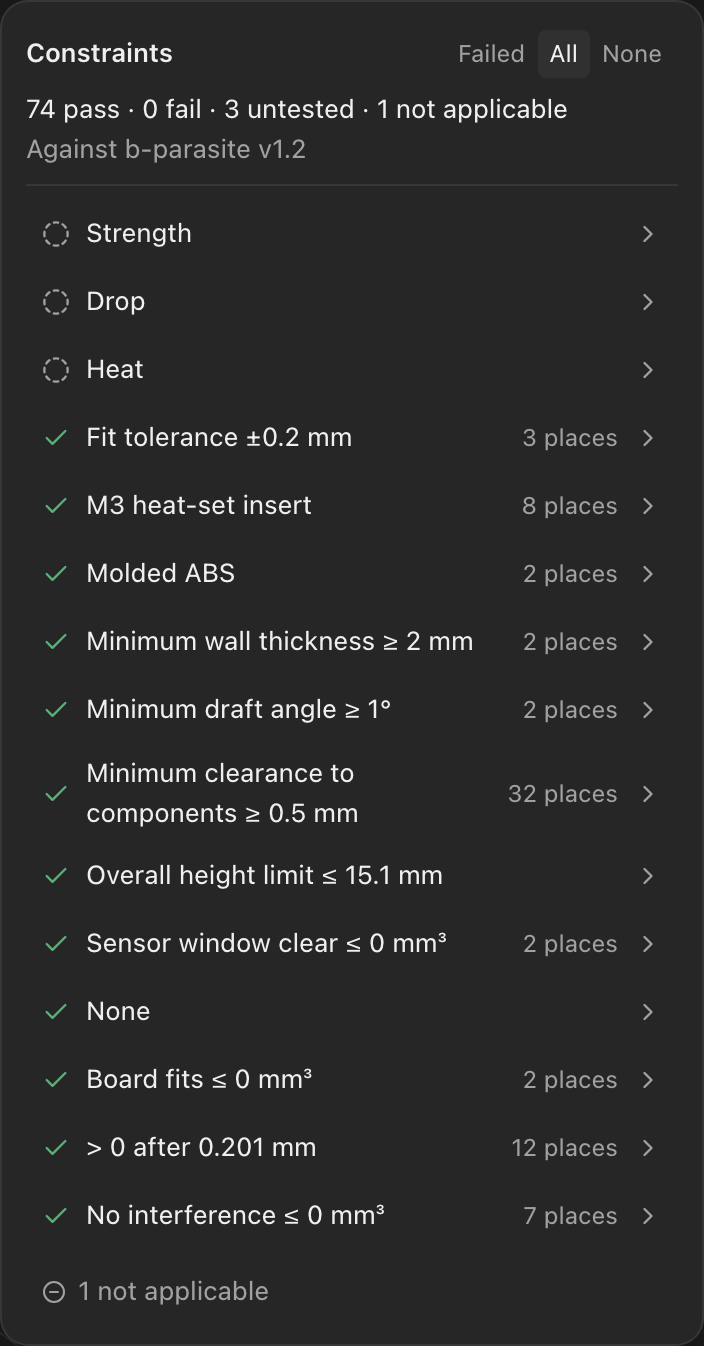 Constraints
Failed All None
74 pass · 0 fail · 3 untested · 1 not applicable
Against b-parasite v1.2
Strength
Drop
Heat
Fit tolerance ±0.2 mm 3 places
M3 heat-set insert 8 places
Molded ABS 2 places
Minimum wall thickness ≥ 2 mm 2 places
Minimum draft angle ≥ 1° 2 places
Minimum clearance to
components ≥ 0.5 mm 32 places
Overall height limit ≤ 15.1 mm
Sensor window clear ≤ 0 mm³ 2 places
None
Board fits ≤ 0 mm³ 2 places
> 0 after 0.201 mm 12 places
No interference ≤ 0 mm³ 7 places
1 not applicable